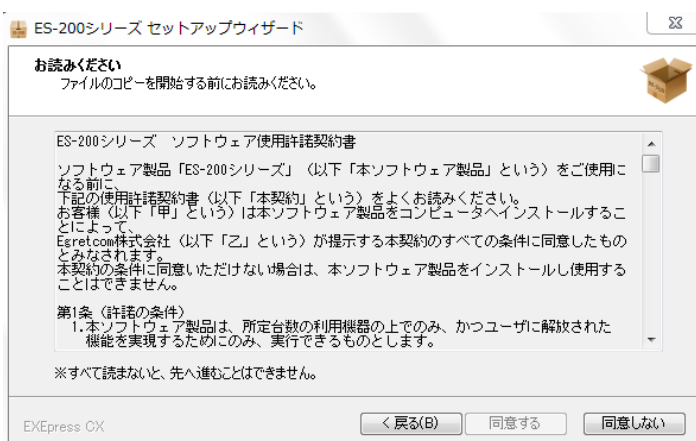 ES-200シリーズ セットアップウィザード
お読みください
ファイルのコピーを開始する前にお読みください。
ES-200シリーズ ソフトウェア使用許諾契約書
ソフトウェア製品「ES-200シリーズ」（以下「本ソフトウェア製品」という）をご使用に
なる前に、
下記の使用許諾契約書（以下「本契約」という）をよくお読みください。
お客様（以下「甲」という）は本ソフトウェア製品をコンピュータへインストールするこ
とによって、
Egretcom株式会社（以下「乙」という）が提示する本契約のすべての条件に同意したもの
とみなされます。
本契約の条件に同意いただけない場合は、本ソフトウェア製品をインストールし使用する
ことはできません。
第1条（許諾の条件）
1.本ソフトウェア製品は、所定台数の利用機器の上でのみ、かつユーザに解放された
機能を実現するためにのみ、実行できるものとします。
※すべて読まないと、先へ進むことはできません。
EXEpress CX
< 戻る(B)
同意する
同意しない